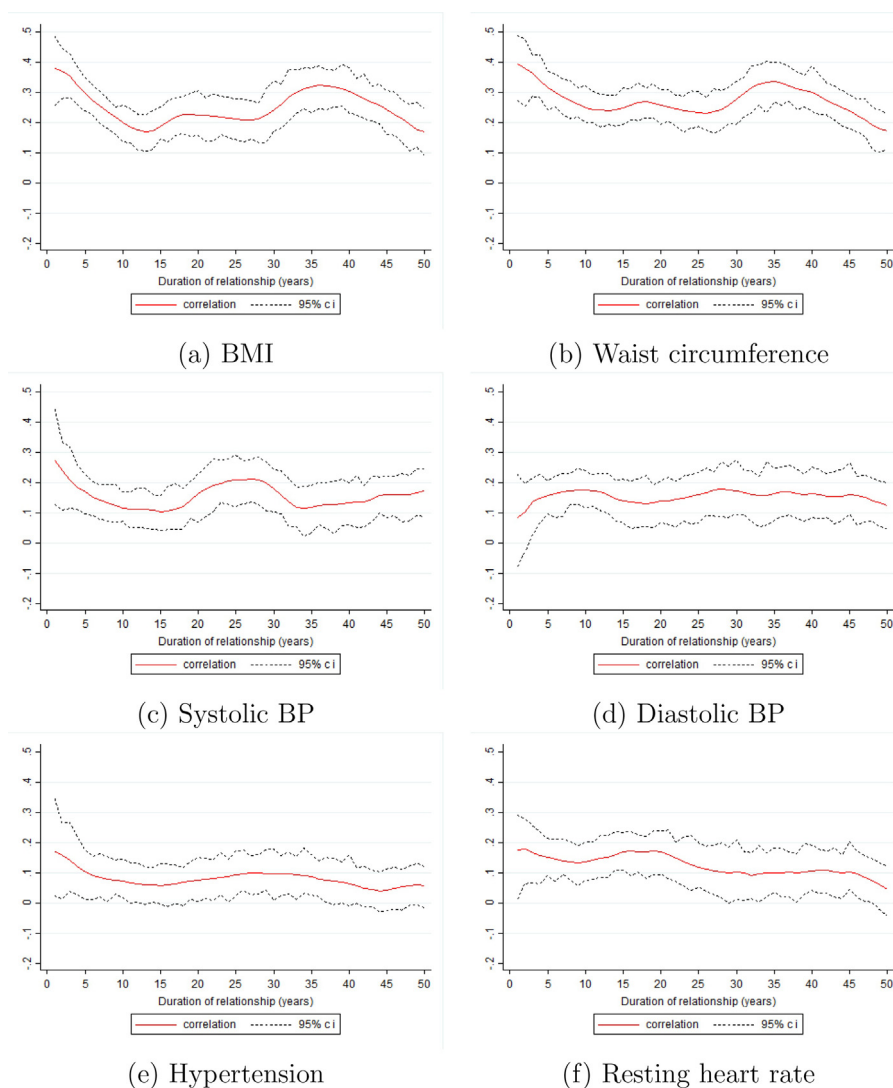 .5
.4
.3
.2
.1
0
-.1
-.2
0 5 10 15 20 25 30 35 40 45 50
Duration of relationship (years)
correlation 95% c i
(a) BMI
.5
.4
.3
.2
.1
0
-.1
-.2
0 5 10 15 20 25 30 35 40 45 50
Duration of relationship (years)
correlation 95% c i
(b) Waist circumference
.5
.4
.3
.2
.1
0
-.1
-.2
0 5 10 15 20 25 30 35 40 45 50
Duration of relationship (years)
correlation 95% c i
(c) Systolic BP
.5
.4
.3
.2
.1
0
-.1
-.2
0 5 10 15 20 25 30 35 40 45 50
Duration of relationship (years)
correlation 95% c i
(d) Diastolic BP
.5
.4
.3
.2
.1
0
-.1
-.2
0 5 10 15 20 25 30 35 40 45 50
Duration of relationship (years)
correlation 95% c i
(e) Hypertension
.5
.4
.3
.2
.1
0
-.1
-.2
0 5 10 15 20 25 30 35 40 45 50
Duration of relationship (years)
correlation 95% c i
(f) Resting heart rate